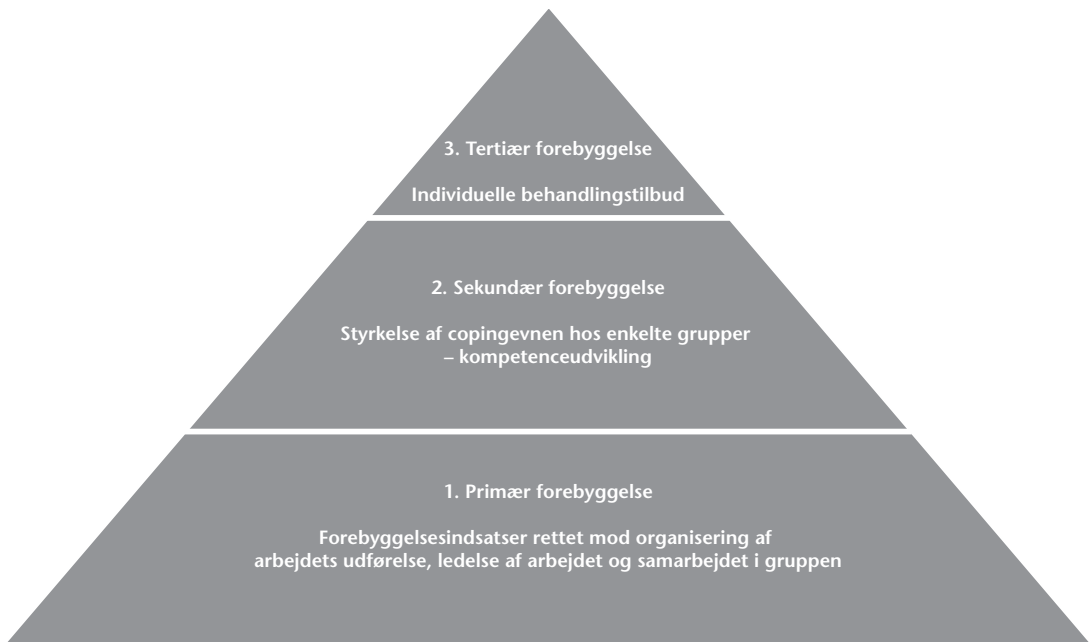 3. Tertiær forebyggelse
Individuelle behandlingstilbud
2. Sekundær forebyggelse
Styrkelse af copingevnen hos enkelte grupper
– kompetenceudvikling
1. Primær forebyggelse
Forebyggelsesindsatser rettet mod organisering af
arbejdets udførelse, ledelse af arbejdet og samarbejdet i gruppen